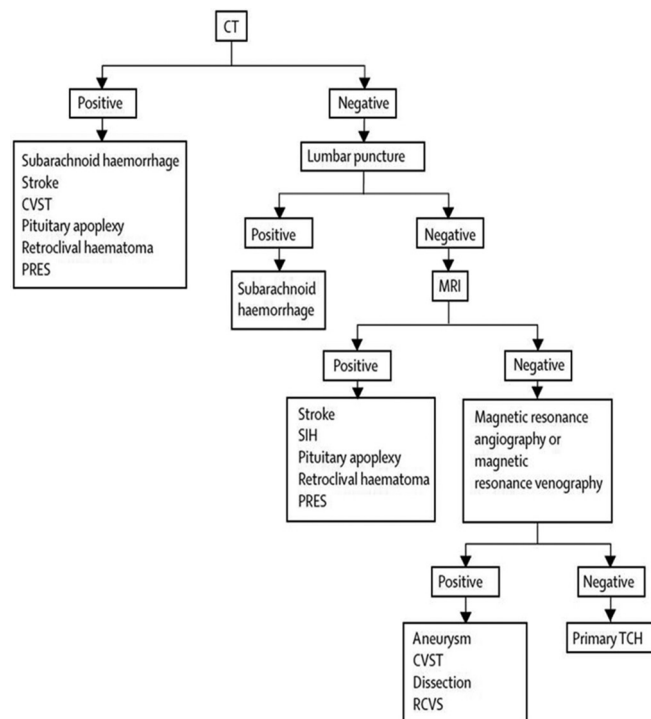 CT
Positive
Negative
Subarachnoid haemorrhage
Stroke
CVST
Pituitary apoplexy
Retroclival haematoma
PRES
Lumbar puncture
Positive
Negative
Subarachnoid
haemorrhage
MRI
Positive
Negative
Stroke
SIH
Pituitary apoplexy
Retroclival haematoma
PRES
Magnetic resonance
angiography or
magnetic
resonance venography
Positive
Negative
Aneurysm
CVST
Dissection
RCVS
Primary TCH